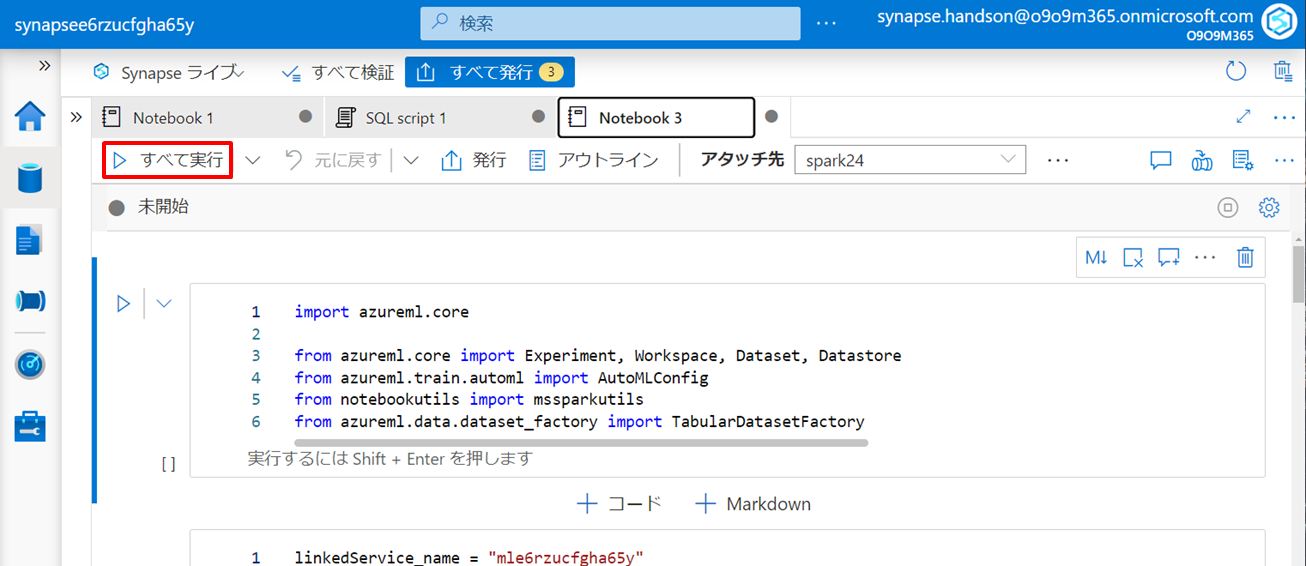 synapsee6rzucfgha65y 検索 ··· synapse.handson@o9o9m365.onmicrosoft.com
O9O9M365
Synapse ライブ すべて検証 すべて発行 3
Notebook 1 SQL script 1 Notebook 3
すべて実行 元に戻す 発行 アウトライン アタッチ先 spark24 ···
未開始
M↓
1 import azureml.core
2
3 from azureml.core import Experiment, Workspace, Dataset, Datastore
4 from azureml.train.automl import AutoMLConfig
5 from notebookutils import mssparkutils
6 from azureml.data.dataset_factory import TabularDatasetFactory
[ ] 実行するには Shift + Enter を押します
+ コード + Markdown
1 linkedService_name = "mle6rzucfgha65y"